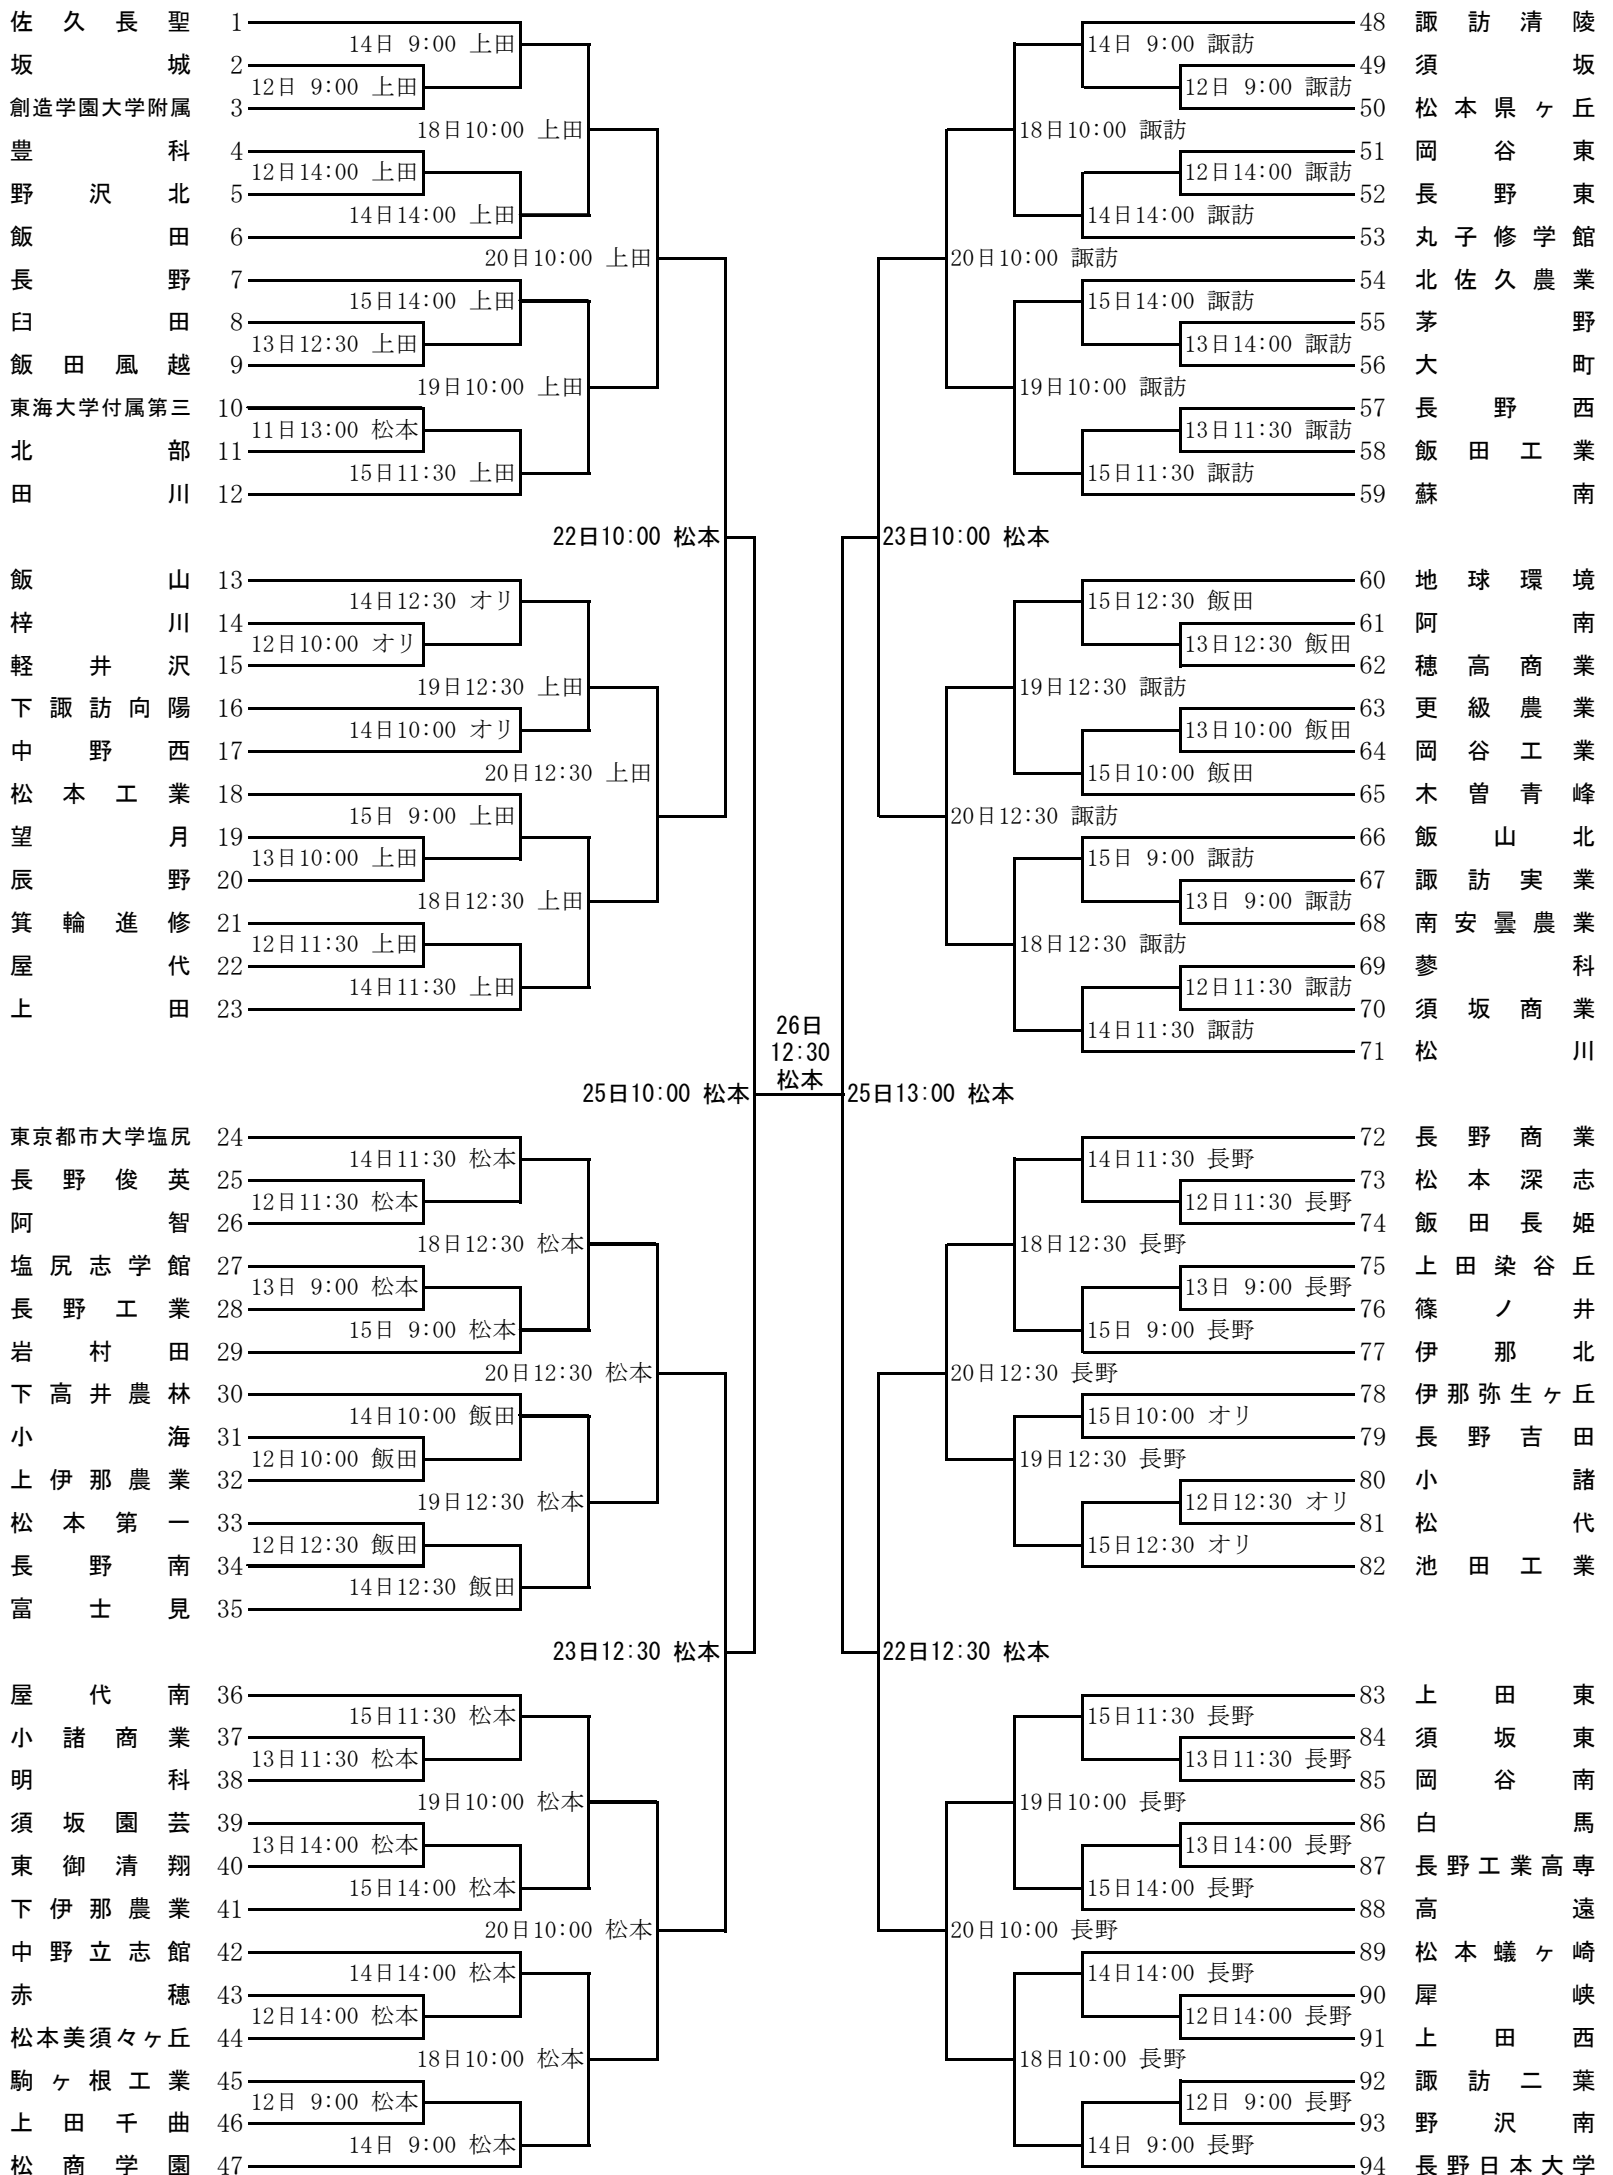 佐久長聖 1
14日 9:00 上田
坂城 2
12日 9:00 上田
創造学園大学附属 3
18日10:00 上田
豊科 4
12日14:00 上田
野沢北 5
14日14:00 上田
飯田 6
20日10:00 上田
長野 7
15日14:00 上田
臼田 8
13日12:30 上田
飯田風越 9
19日10:00 上田
東海大学付属第三 10
11日13:00 松本
北部 11
15日11:30 上田
田川 12
22日10:00 松本
飯山 13
14日12:30 オリ
梓川 14
12日10:00 オリ
軽井沢 15
19日12:30 上田
下諏訪向陽 16
14日10:00 オリ
中野西 17
20日12:30 上田
松本工業 18
15日 9:00 上田
望月 19
13日10:00 上田
辰野 20
18日12:30 上田
箕輪進修 21
12日11:30 上田
屋代 22
14日11:30 上田
上田 23
25日10:00 松本
東京都市大学塩尻 24
14日11:30 松本
長野俊英 25
12日11:30 松本
阿智 26
18日12:30 松本
塩尻志学館 27
13日 9:00 松本
長野工業 28
15日 9:00 松本
岩村田 29
20日12:30 松本
下高井農林 30
14日10:00 飯田
小海 31
12日10:00 飯田
上伊那農業 32
19日12:30 松本
松本第一 33
12日12:30 飯田
長野南 34
14日12:30 飯田
富士見 35
23日12:30 松本
屋代南 36
15日11:30 松本
小諸商業 37
13日11:30 松本
明科 38
19日10:00 松本
須坂園芸 39
13日14:00 松本
東御清翔 40
15日14:00 松本
下伊那農業 41
20日10:00 松本
中野立志館 42
14日14:00 松本
赤穂 43
12日14:00 松本
松本美須々ヶ丘 44
18日10:00 松本
駒ヶ根工業 45
12日 9:00 松本
上田千曲 46
14日 9:00 松本
松商学園 47
26日
12:30
松本
48 諏訪清陵
14日 9:00 諏訪
49 須坂
12日 9:00 諏訪
50 松本県ヶ丘
18日10:00 諏訪
51 岡谷東
12日14:00 諏訪
52 長野東
14日14:00 諏訪
53 丸子修学館
20日10:00 諏訪
54 北佐久農業
15日14:00 諏訪
55 茅野
13日14:00 諏訪
56 大町
19日10:00 諏訪
57 長野西
13日11:30 諏訪
58 飯田工業
15日11:30 諏訪
59 蘇南
23日10:00 松本
60 地球環境
15日12:30 飯田
61 阿南
13日12:30 飯田
62 穂高商業
19日12:30 諏訪
63 更級農業
13日10:00 飯田
64 岡谷工業
15日10:00 飯田
65 木曽青峰
20日12:30 諏訪
66 飯山北
15日 9:00 諏訪
67 諏訪実業
13日 9:00 諏訪
68 南安曇農業
18日12:30 諏訪
69 蓼科
12日11:30 諏訪
70 須坂商業
14日11:30 諏訪
71 松川
25日13:00 松本
72 長野商業
14日11:30 長野
73 松本深志
12日11:30 長野
74 飯田長姫
18日12:30 長野
75 上田染谷丘
13日 9:00 長野
76 篠ノ井
15日 9:00 長野
77 伊那北
20日12:30 長野
78 伊那弥生ヶ丘
15日10:00 オリ
79 長野吉田
19日12:30 長野
80 小諸
12日12:30 オリ
81 松代
15日12:30 オリ
82 池田工業
22日12:30 松本
83 上田東
15日11:30 長野
84 須坂東
13日11:30 長野
85 岡谷南
19日10:00 長野
86 白馬
13日14:00 長野
87 長野工業高専
15日14:00 長野
88 高遠
20日10:00 長野
89 松本蟻ヶ崎
14日14:00 長野
90 犀峡
12日14:00 長野
91 上田西
18日10:00 長野
92 諏訪二葉
12日 9:00 長野
93 野沢南
14日 9:00 長野
94 長野日本大学